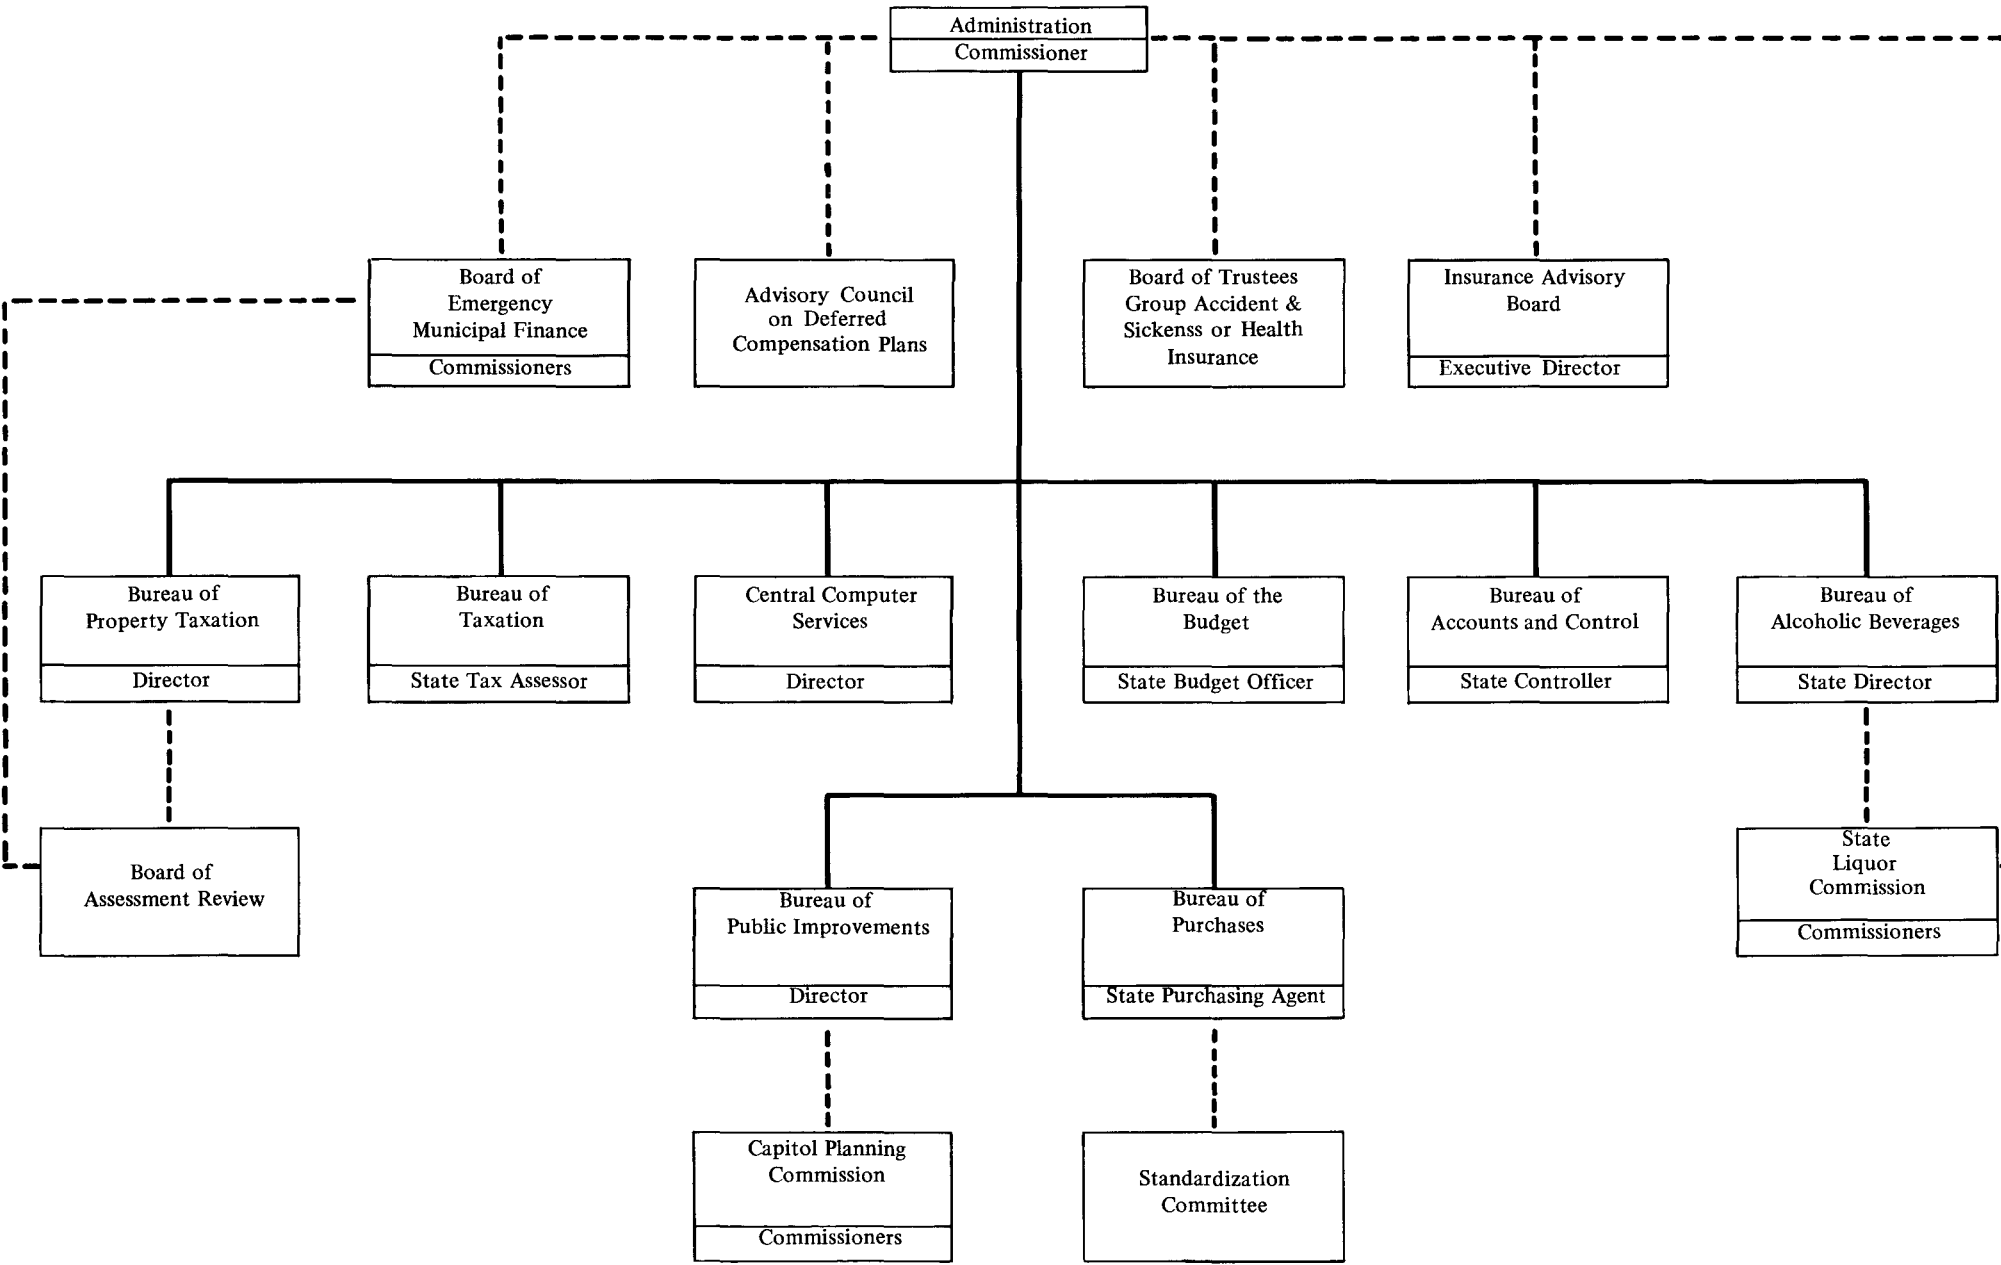 Administration
Commissioner
Board of
Emergency
Municipal Finance
Commissioners
Advisory Council
on Deferred
Compensation Plans
Board of Trustees
Group Accident &
Sickenss or Health
Insurance
Insurance Advisory
Board
Executive Director
Bureau of
Property Taxation
Director
Bureau of
Taxation
State Tax Assessor
Central Computer
Services
Director
Bureau of the
Budget
State Budget Officer
Bureau of
Accounts and Control
State Controller
Bureau of
Alcoholic Beverages
State Director
Board of
Assessment Review
Bureau of
Public Improvements
Director
Bureau of
Purchases
State Purchasing Agent
State
Liquor
Commission
Commissioners
Capitol Planning
Commission
Commissioners
Standardization
Committee